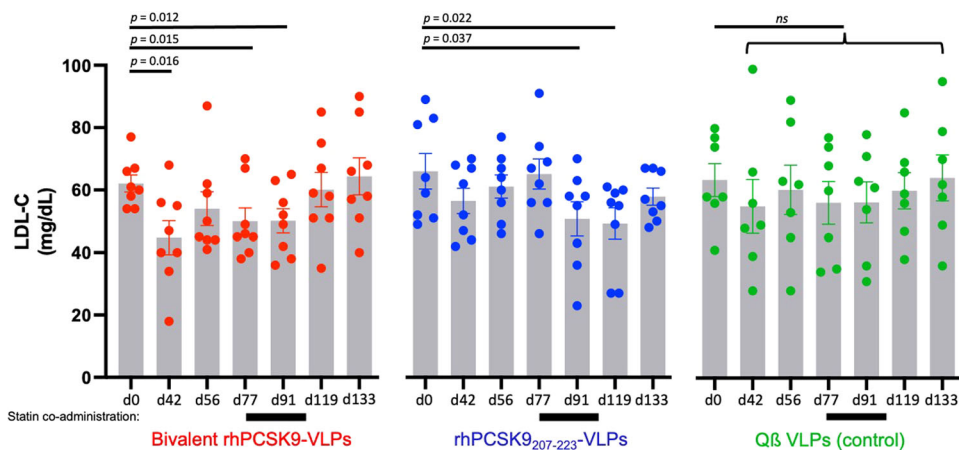 p = 0.012
p = 0.015
p = 0.016
p = 0.022
p = 0.037
ns
LDL-C
(mg/dL)
100
80
60
40
20
0
d0 d42 d56 d77 d91 d119 d133
d0 d42 d56 d77 d91 d119 d133
d0 d42 d56 d77 d91 d119 d133
Statin co-administration:
Bivalent rhPCSK9-VLPs
rhPCSK9207-223-VLPs
Qß VLPs (control)